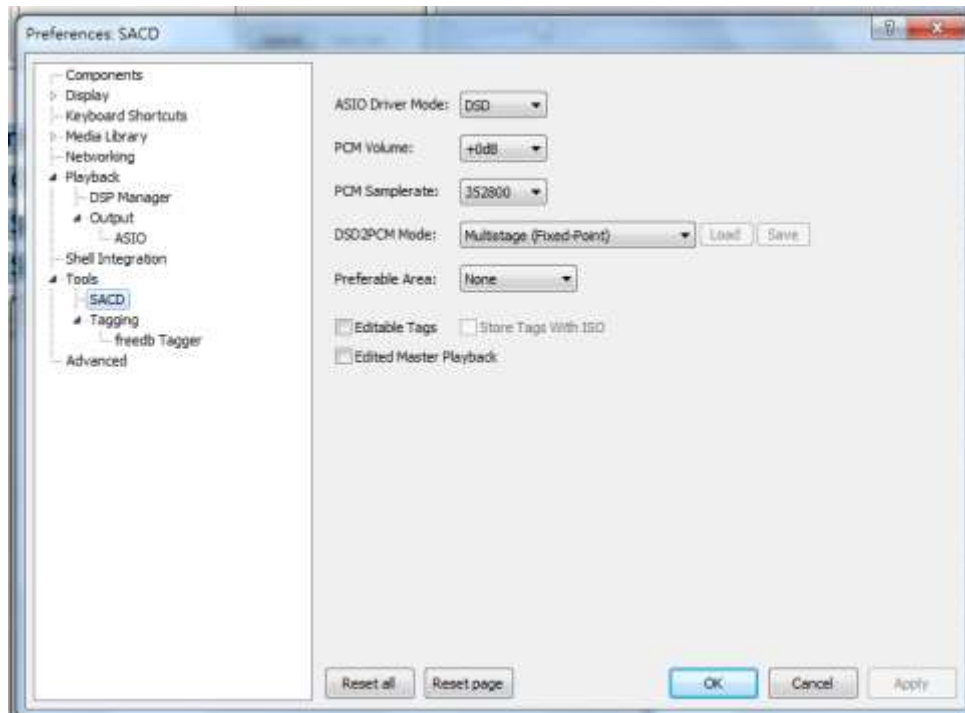 Preferences: SACD
Components
Display
Keyboard Shortcuts
Media Library
Networking
Playback
DSP Manager
Output
ASIO
Shell Integration
Tools
SACD
Tagging
freedb Tagger
Advanced
ASIO Driver Mode: DSD
PCM Volume: +0dB
PCM Samplerate: 352800
DSD2PCM Mode: Multistage (Fixed-Point) Load Save
Preferable Area: None
Editable Tags Store Tags With ISO
Edited Master Playback
Reset all Reset page OK Cancel Apply